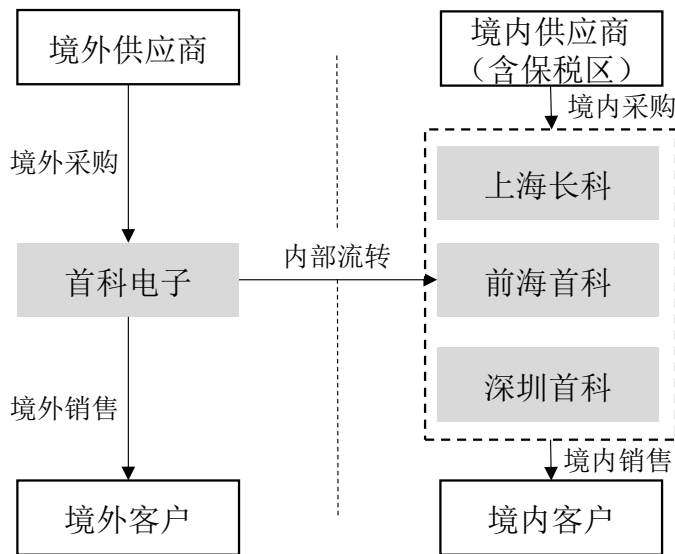 境外供应商
境内供应商
（含保税区）
境外采购
境内采购
上海长科
首科电子
内部流转
前海首科
深圳首科
境外销售
境内销售
境外客户
境内客户